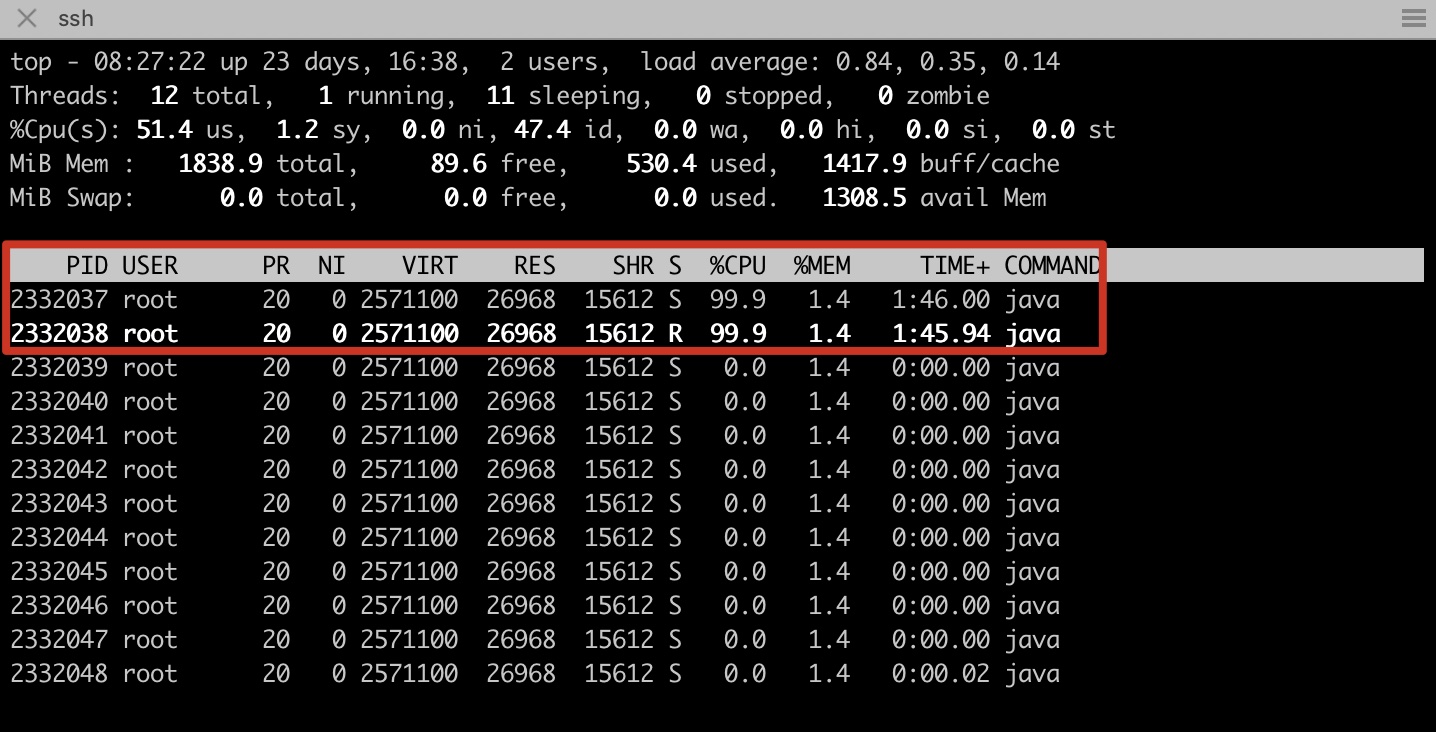 ssh
top - 08:27:22 up 23 days, 16:38,  2 users,  load average: 0.84, 0.35, 0.14
Threads:  12 total,   1 running,  11 sleeping,   0 stopped,   0 zombie
%Cpu(s): 51.4 us,  1.2 sy,  0.0 ni, 47.4 id,  0.0 wa,  0.0 hi,  0.0 si,  0.0 st
MiB Mem :   1838.9 total,     89.6 free,    530.4 used,   1417.9 buff/cache
MiB Swap:      0.0 total,      0.0 free,      0.0 used.   1308.5 avail Mem
    PID USER      PR  NI    VIRT    RES    SHR S  %CPU  %MEM     TIME+ COMMAND
2332037 root      20   0 2571100  26968  15612 S  99.9   1.4   1:46.00 java
2332038 root      20   0 2571100  26968  15612 R  99.9   1.4   1:45.94 java
2332039 root      20   0 2571100  26968  15612 S   0.0   1.4   0:00.00 java
2332040 root      20   0 2571100  26968  15612 S   0.0   1.4   0:00.00 java
2332041 root      20   0 2571100  26968  15612 S   0.0   1.4   0:00.00 java
2332042 root      20   0 2571100  26968  15612 S   0.0   1.4   0:00.00 java
2332043 root      20   0 2571100  26968  15612 S   0.0   1.4   0:00.00 java
2332044 root      20   0 2571100  26968  15612 S   0.0   1.4   0:00.00 java
2332045 root      20   0 2571100  26968  15612 S   0.0   1.4   0:00.00 java
2332046 root      20   0 2571100  26968  15612 S   0.0   1.4   0:00.00 java
2332047 root      20   0 2571100  26968  15612 S   0.0   1.4   0:00.00 java
2332048 root      20   0 2571100  26968  15612 S   0.0   1.4   0:00.02 java